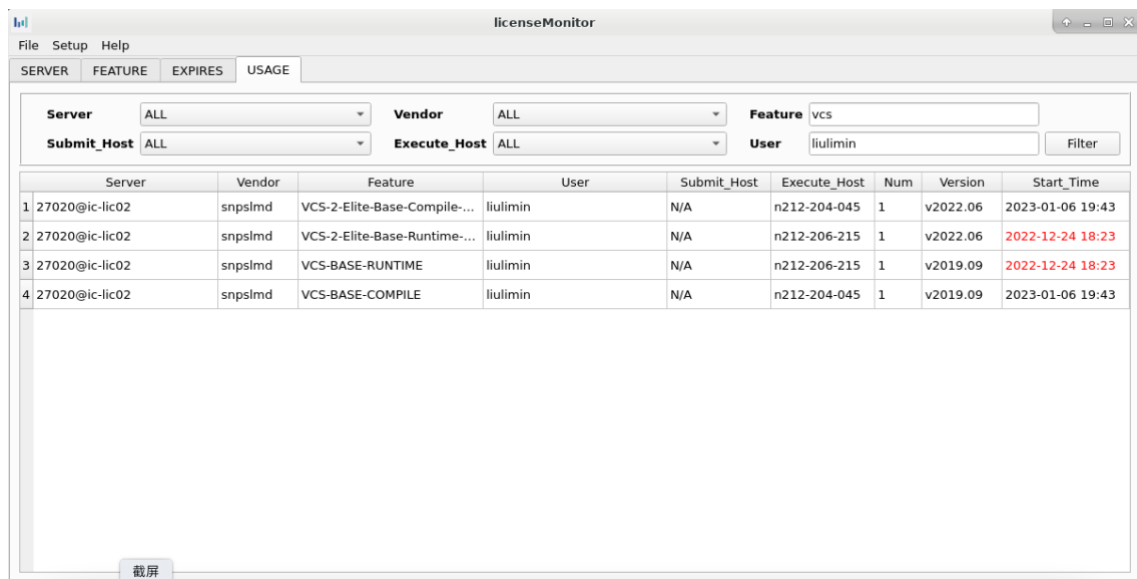 licenseMonitor
File Setup Help
SERVER FEATURE EXPIRES USAGE
Server ALL Vendor ALL Feature vcs
Submit_Host ALL Execute_Host ALL User liulimin Filter
Server Vendor Feature User Submit_Host Execute_Host Num Version Start_Time
1 27020@ic-lic02 snpslmd VCS-2-Elite-Base-Compile-... liulimin N/A n212-204-045 1 v2022.06 2023-01-06 19:43
2 27020@ic-lic02 snpslmd VCS-2-Elite-Base-Runtime-... liulimin N/A n212-206-215 1 v2022.06 2022-12-24 18:23
3 27020@ic-lic02 snpslmd VCS-BASE-RUNTIME liulimin N/A n212-206-215 1 v2019.09 2022-12-24 18:23
4 27020@ic-lic02 snpslmd VCS-BASE-COMPILE liulimin N/A n212-204-045 1 v2019.09 2023-01-06 19:43
截屏